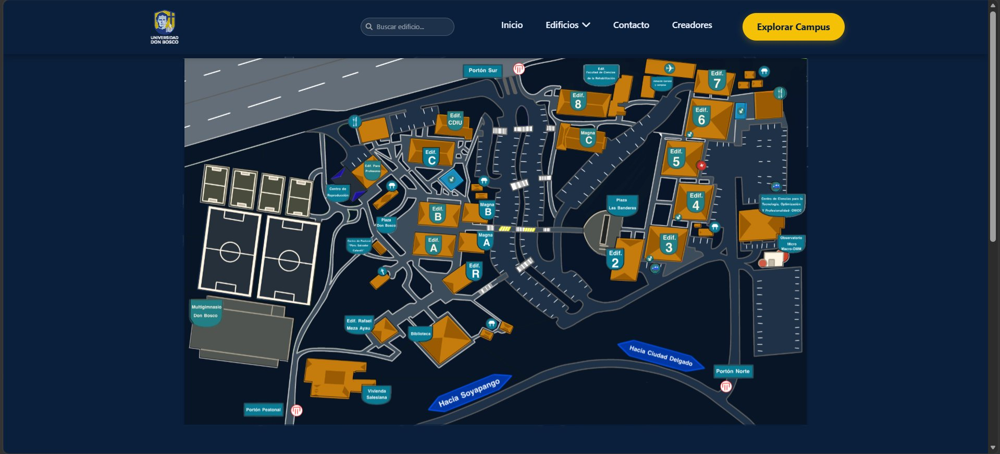 UNIVERSIDAD
DON BOSCO
Buscar edificio...
Inicio
Edificios
Contacto
Creadores
Explorar Campus
Portón Sur
Edif.
Facultad de Ciencias
de la Rehabilitación
Almacén General
y compras
Edif.
7
Edif.
8
Edif.
6
Edif.
CDIU
Magna
C
Edif.
C
Edif.
5
Edif. Para
Profesores
Centro de
Reproducción
Edif.
4
Plaza
Las Banderas
Centro de Ciencias para la
Tecnología, Optimización
Y Profesionalidad- OWCC
Edif.
B
Magna
B
Plaza
Don Bosco
Magna
A
Edif.
A
Centro de Pastoral
"Pbro. Salvador
Cafarelli"
Edif.
3
Observatorio
Micro
Macro-OMM
Edif.
2
Edif.
R
Multigimnasio
Don Bosco
Edif. Rafael
Meza Ayau
Biblioteca
Hacia Ciudad Delgado
Portón Norte
Hacia Soyapango
Vivienda
Salesiana
Portón Peatonal